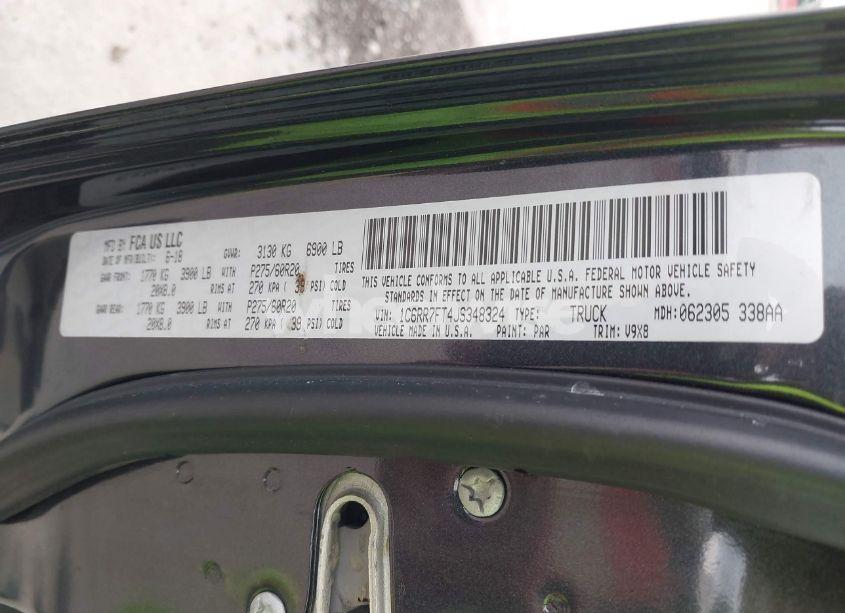 MFD BY FCA US LLC
DATE OF MFR/BUILT: 6-18 GVWR: 3130 KG 6900 LB
GAWR FRONT: 1770 KG 3900 LB WITH P275/60R20 TIRES
20X8.0 RIMS AT 270 KPA ( 39 PSI) COLD
GAWR REAR: 1770 KG 3900 LB WITH P275/60R20 TIRES
20X8.0 RIMS AT 270 KPA ( 39 PSI) COLD
THIS VEHICLE CONFORMS TO ALL APPLICABLE U.S.A. FEDERAL MOTOR VEHICLE SAFETY
STANDARDS IN EFFECT ON THE DATE OF MANUFACTURE SHOWN ABOVE.
VIN: 1C6RR7FT4JS348324 TYPE: TRUCK MDH:062305 338AA
VEHICLE MADE IN U.S.A. PAINT: PAR TRIM: V9X8